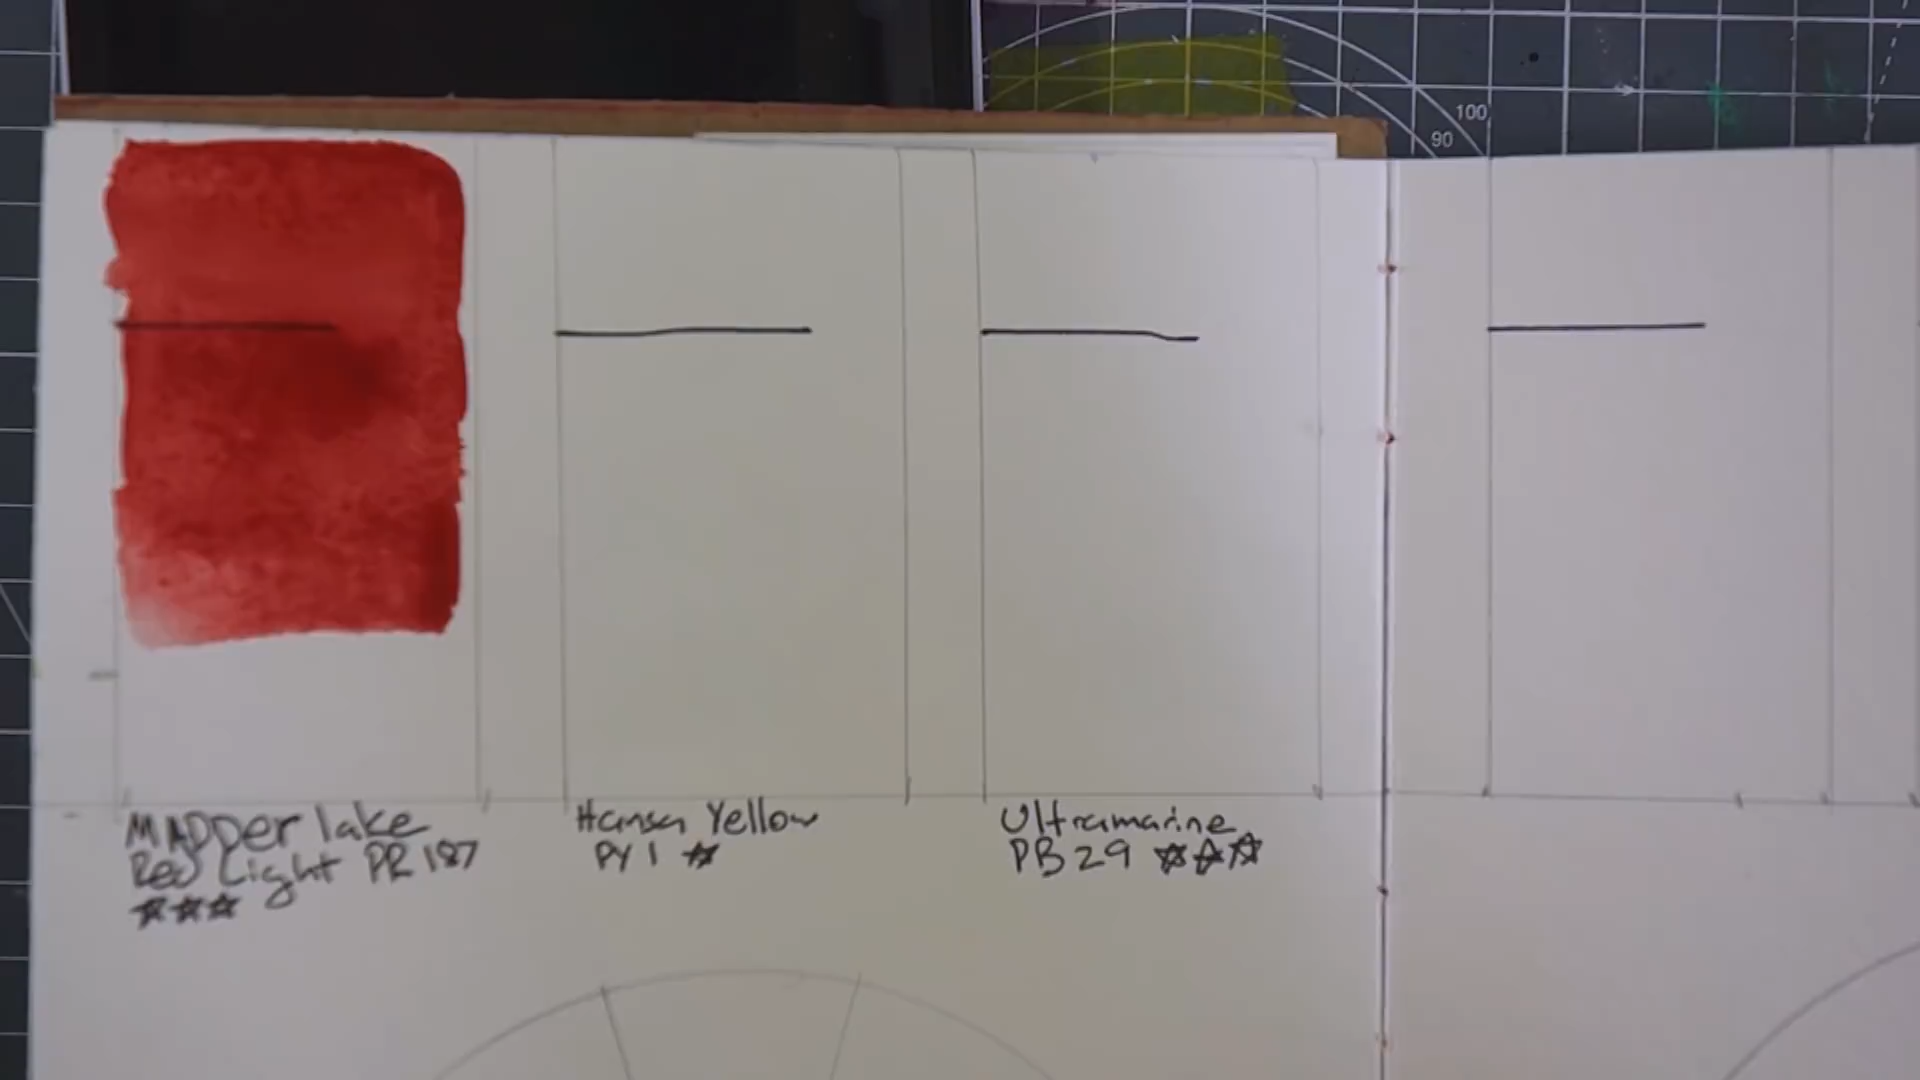 100
90
MADDer lake
Red Light PR 187
Hansa Yellow
PY 1
Ultramarine
PB 29